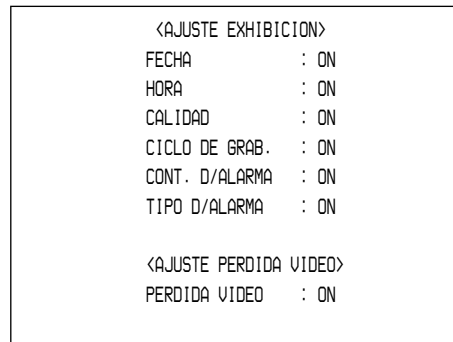 <AJUSTE EXHIBICION>
FECHA : ON
HORA : ON
CALIDAD : ON
CICLO DE GRAB. : ON
CONT. D/ALARMA : ON
TIPO D/ALARMA : ON
<AJUSTE PERDIDA VIDEO>
PERDIDA VIDEO : ON